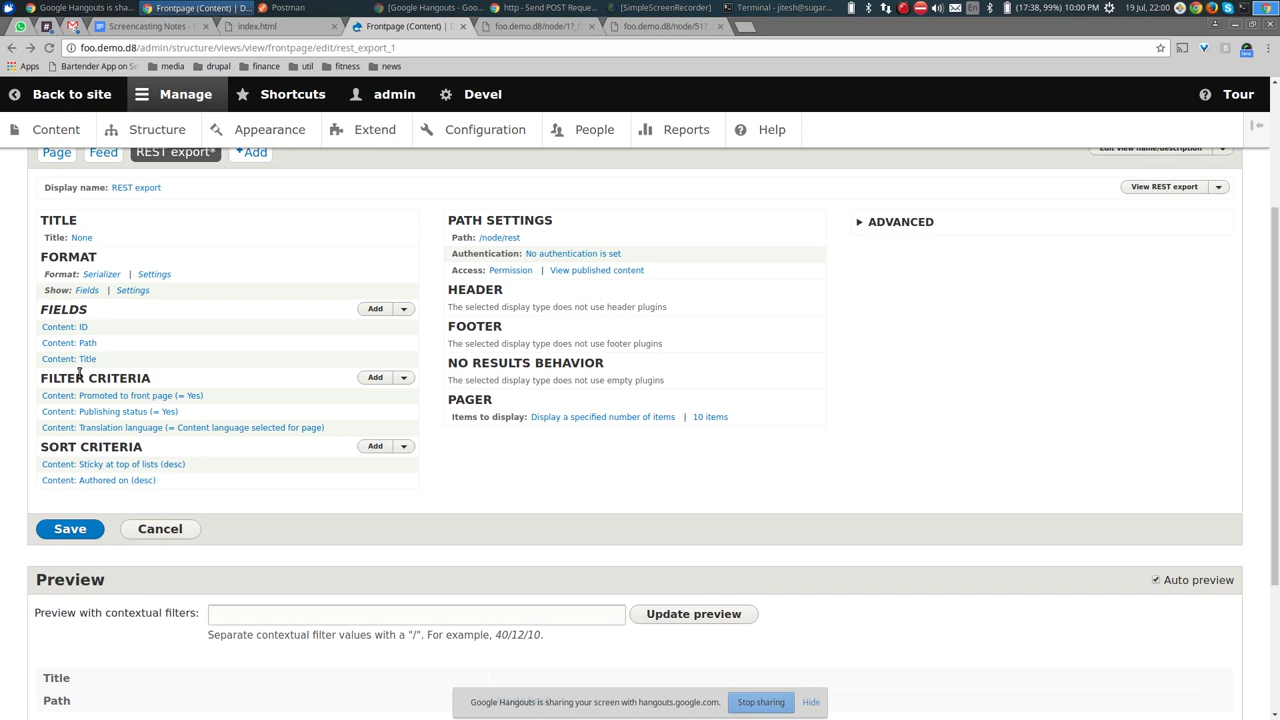 Google Hangouts is sha
Frontpage (Content) | D...
Postman
[Google Hangouts - Goo...
http - Send POST Reque...
[SimpleScreenRecorder]
Terminal - jitesh@sugar...
En
(17:38, 99%) 10:00 PM
19 Jul, 22:00
Screencasting Notes - G
index.html
Frontpage (Content) | D
foo.demo.d8/node/1?_f
foo.demo.d8/node/51?_
foo.demo.d8/admin/structure/views/view/frontpage/edit/rest_export_1
Apps
Bartender App on Se
media
drupal
finance
util
fitness
news
Back to site
Manage
Shortcuts
admin
Devel
Tour
Content
Structure
Appearance
Extend
Configuration
People
Reports
Help
Page
Feed
REST export*
+Add
Edit view name/description
Display name: REST export
View REST export
TITLE
Title: None
FORMAT
Format: Serializer | Settings
Show: Fields | Settings
FIELDS
Add
Content: ID
Content: Path
Content: Title
FILTER CRITERIA
Add
Content: Promoted to front page (= Yes)
Content: Publishing status (= Yes)
Content: Translation language (= Content language selected for page)
SORT CRITERIA
Add
Content: Sticky at top of lists (desc)
Content: Authored on (desc)
PATH SETTINGS
Path: /node/rest
Authentication: No authentication is set
Access: Permission | View published content
HEADER
The selected display type does not use header plugins
FOOTER
The selected display type does not use footer plugins
NO RESULTS BEHAVIOR
The selected display type does not use empty plugins
PAGER
Items to display: Display a specified number of items | 10 items
ADVANCED
Save
Cancel
Preview
Auto preview
Preview with contextual filters:
Update preview
Separate contextual filter values with a "/". For example, 40/12/10.
Title
Path
Google Hangouts is sharing your screen with hangouts.google.com.
Stop sharing
Hide